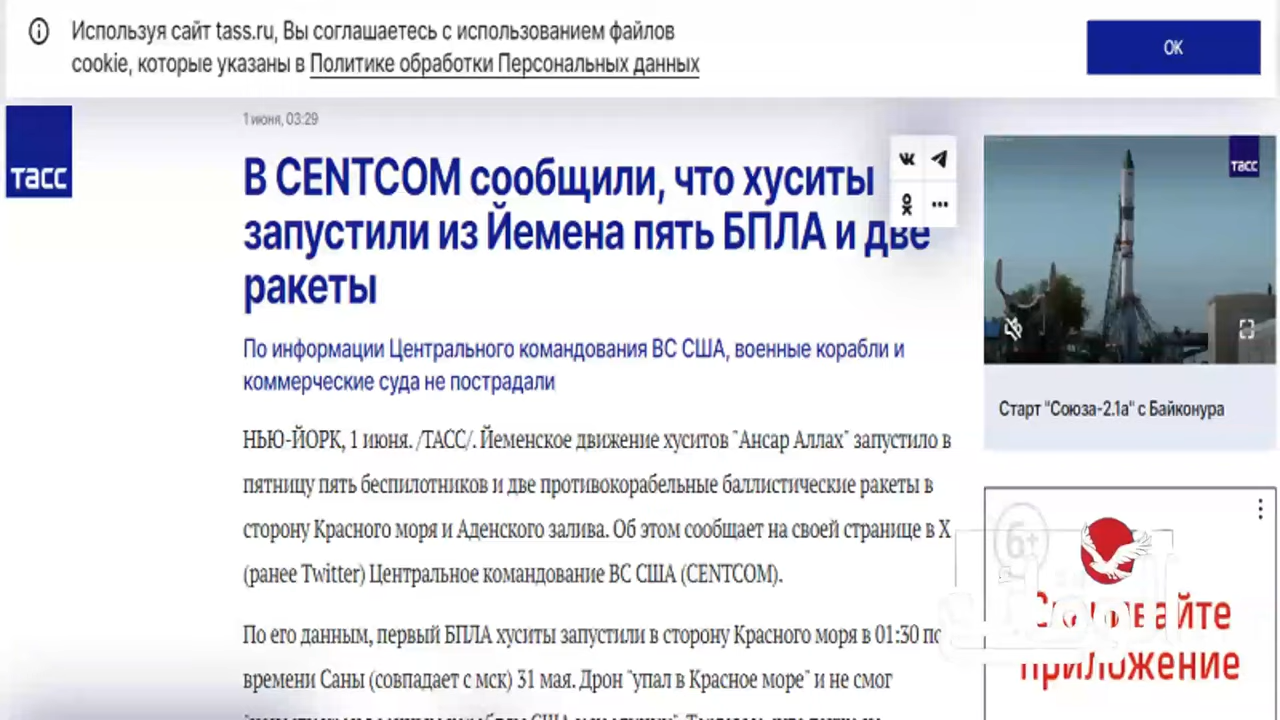 Используя сайт tass.ru, Вы соглашаетесь с использованием файлов
cookie, которые указаны в Политике обработки Персональных данных
OK
ТАСС
1 июня, 03:29
В CENTCOM сообщили, что хуситы
запустили из Йемена пять БПЛА и две
ракеты
По информации Центрального командования ВС США, военные корабли и
коммерческие суда не пострадали
НЬЮ-ЙОРК, 1 июня. /ТАСС/. Йеменское движение хуситов "Ансар Аллах" запустило в
пятницу пять беспилотников и две противокорабельные баллистические ракеты в
сторону Красного моря и Аденского залива. Об этом сообщает на своей странице в X
(ранее Twitter) Центральное командование ВС США (CENTCOM).
По его данным, первый БПЛА хуситы запустили в сторону Красного моря в 01:30 по
времени Саны (совпадает с мск) 31 мая. Дрон "упал в Красное море" и не смог
ТАСС
Старт "Союза-2.1а" с Байконура
6+
приложение